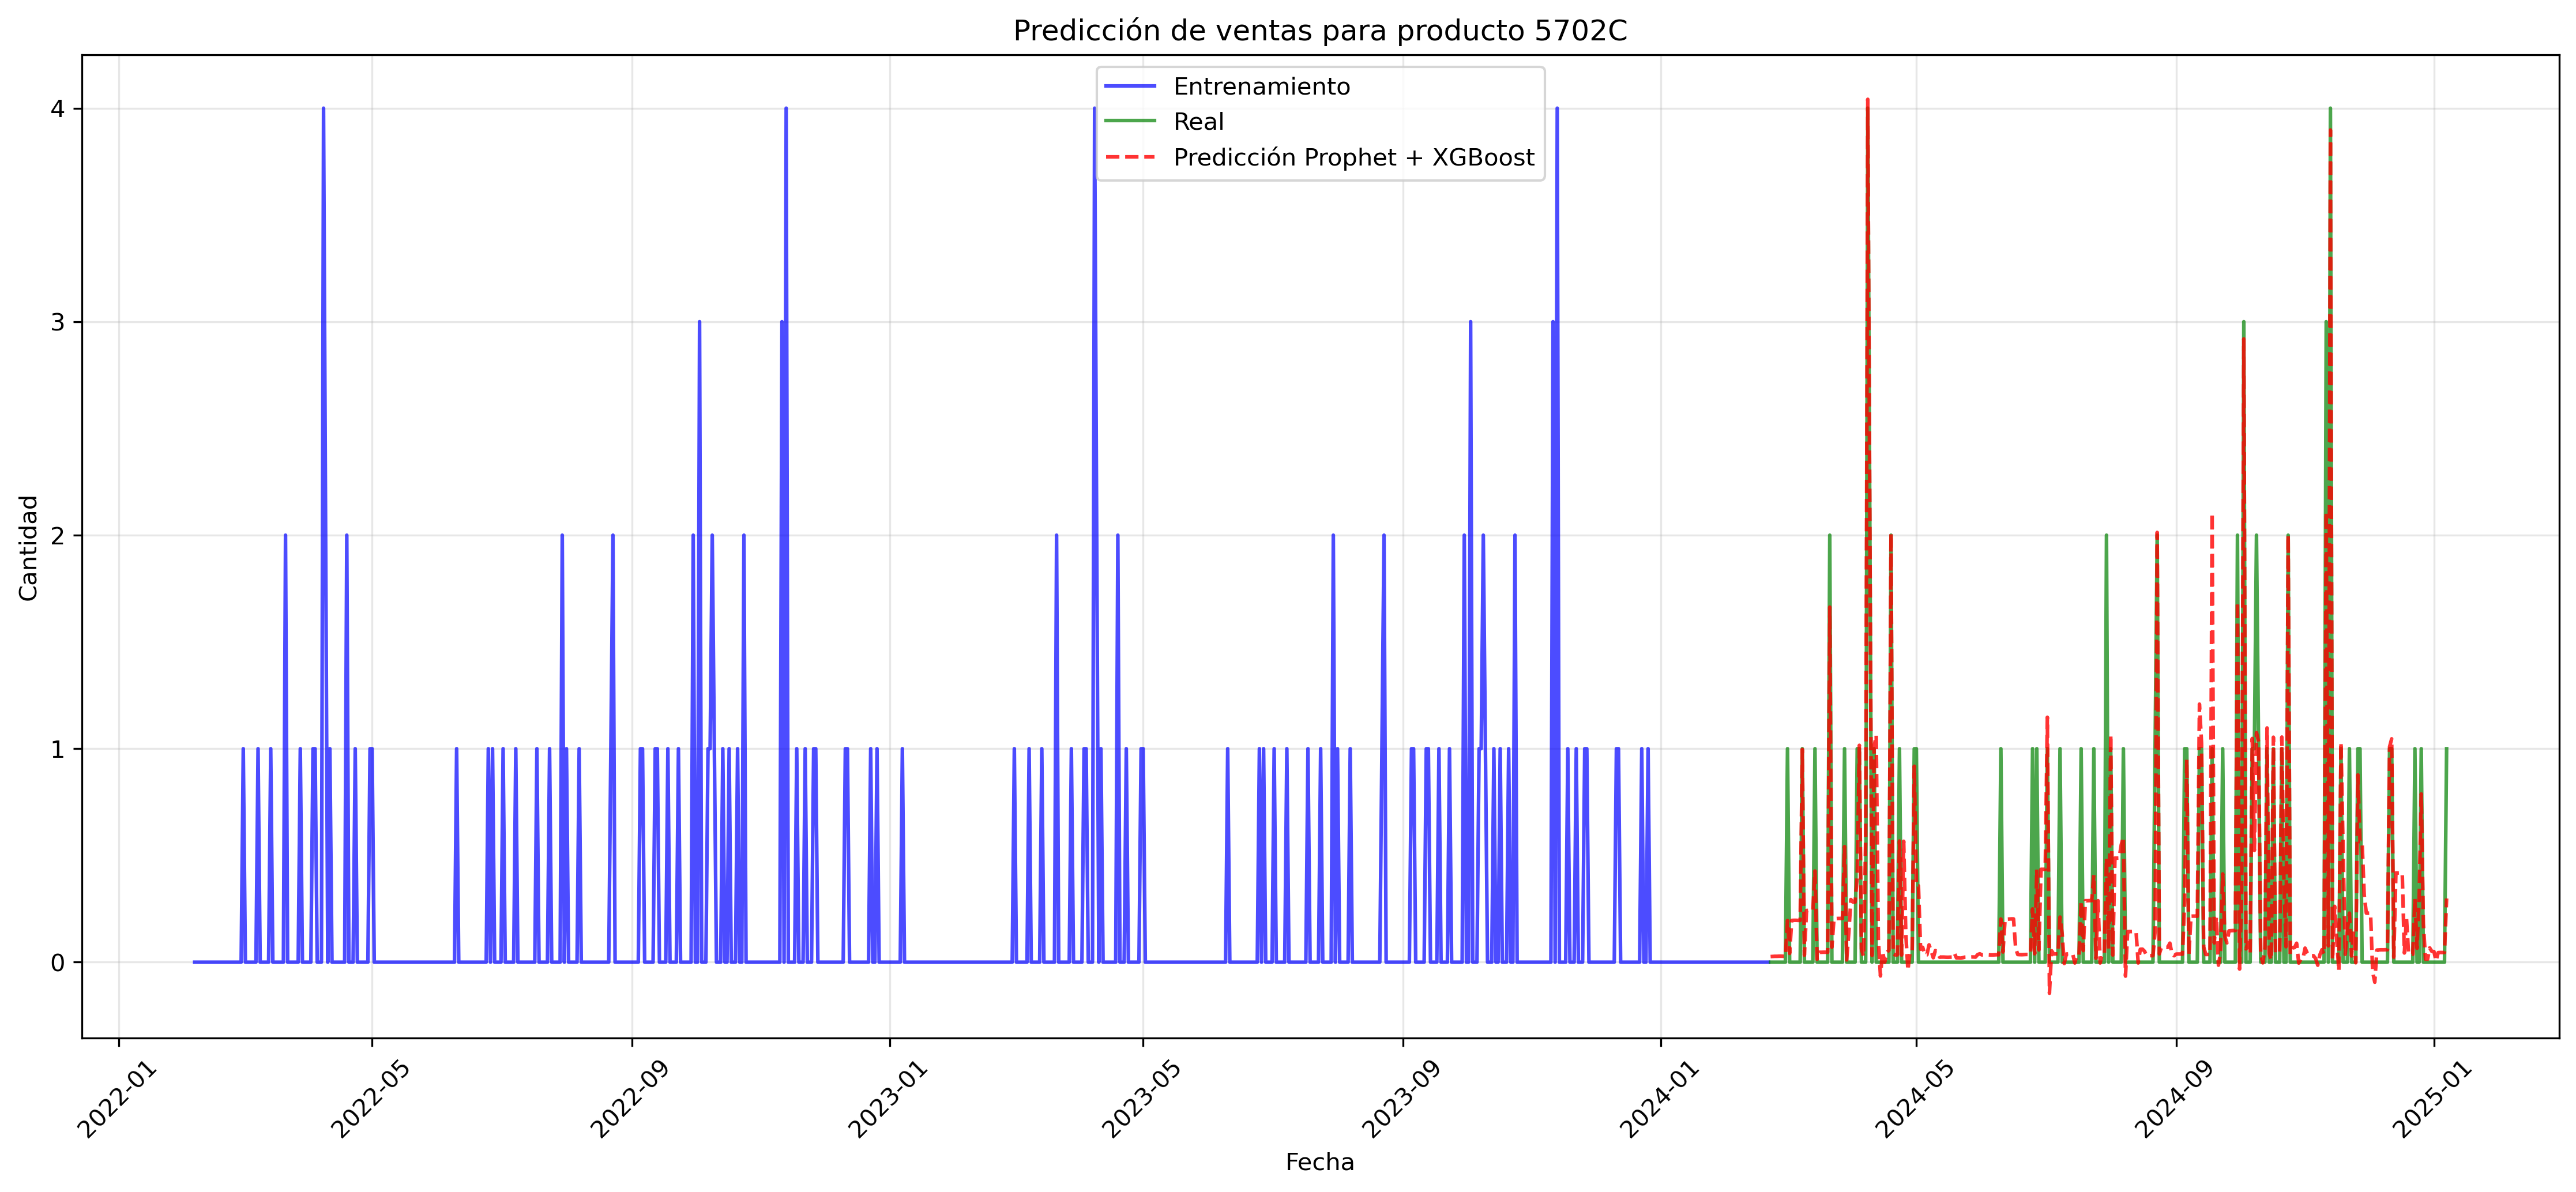 Predicción de ventas para producto 5702C
Entrenamiento
Real
Predicción Prophet + XGBoost
Cantidad
4
3
2
1
0
2022-01
2022-05
2022-09
2023-01
2023-05
2023-09
2024-01
2024-05
2024-09
2025-01
Fecha